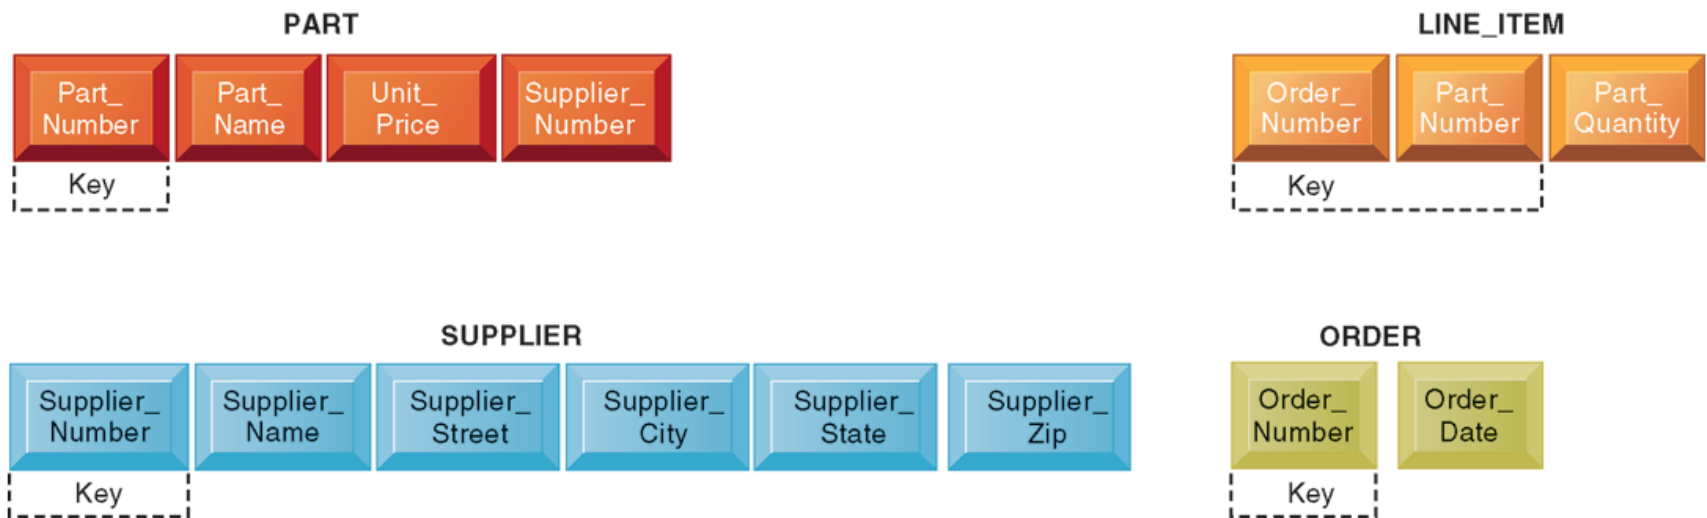 PART
Part_
Number
Part_
Name
Unit_
Price
Supplier_
Number
Key
LINE_ITEM
Order_
Number
Part_
Number
Part_
Quantity
Key
SUPPLIER
Supplier_
Number
Supplier_
Name
Supplier_
Street
Supplier_
City
Supplier_
State
Supplier_
Zip
Key
ORDER
Order_
Number
Order_
Date
Key